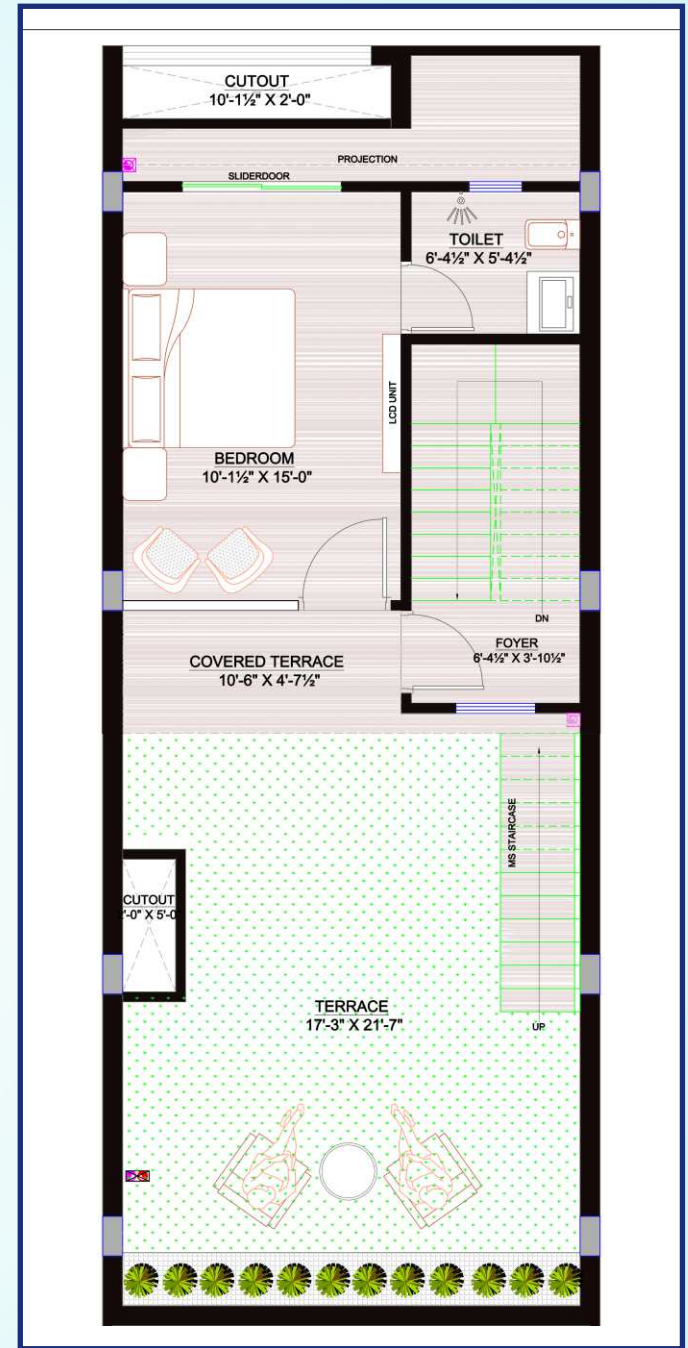 CUTOUT
10'-1½" X 2'-0"
PROJECTION
SLIDERDOOR
TOILET
6'-4½" X 5'-4½"
LCD UNIT
BEDROOM
10'-1½" X 15'-0"
DN
FOYER
6'-4½" X 3'-10½"
COVERED TERRACE
10'-6" X 4'-7½"
MS STAIRCASE
CUTOUT
'-0" X 5'-0
TERRACE
17'-3" X 21'-7"
UP